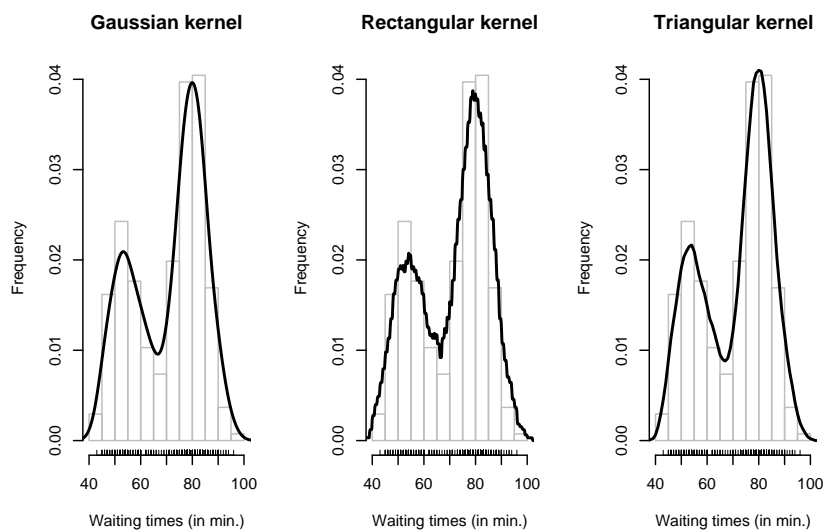 Gaussian kernel
Frequency
0.00 0.01 0.02 0.03 0.04
40 60 80 100
Waiting times (in min.)
Rectangular kernel
Frequency
0.00 0.01 0.02 0.03 0.04
40 60 80 100
Waiting times (in min.)
Triangular kernel
Frequency
0.00 0.01 0.02 0.03 0.04
40 60 80 100
Waiting times (in min.)